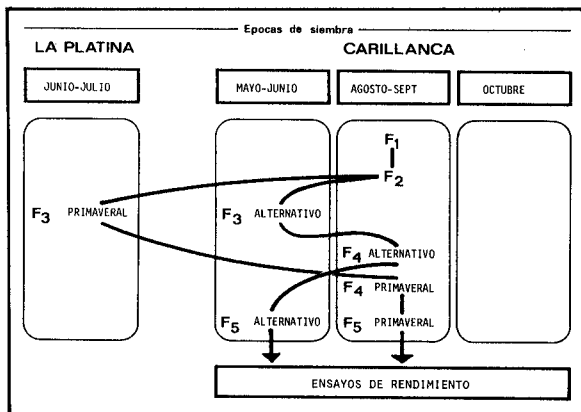 Epocas de siembra
LA PLATINA
CARILLANCA
JUNIO-JULIO
MAYO-JUNIO
AGOSTO-SEPT
OCTUBRE
F1
F2
F3 PRIMAVERAL
F3 ALTERNATIVO
F4 ALTERNATIVO
F4 PRIMAVERAL
F5 ALTERNATIVO
F5 PRIMAVERAL
ENSAYOS DE RENDIMIENTO